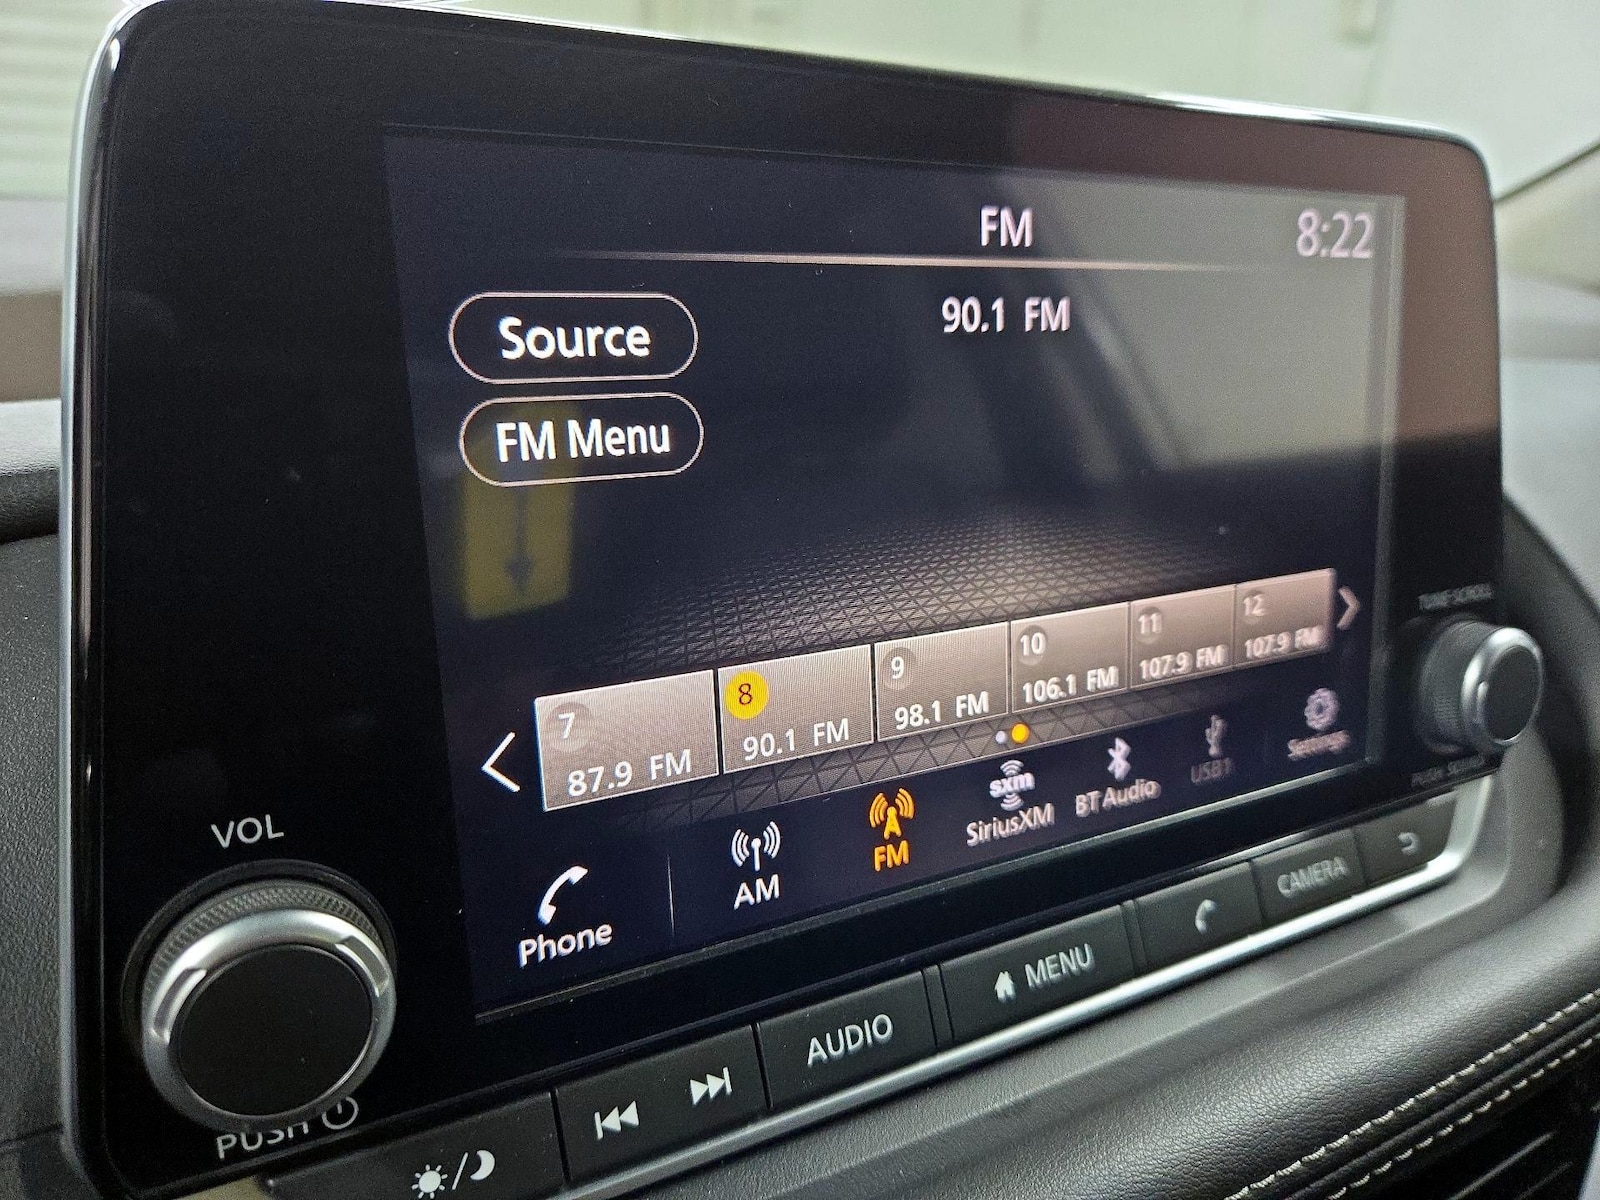 FM
8:22
90.1 FM
Source
FM Menu
7
87.9 FM
8
90.1 FM
9
98.1 FM
10
106.1 FM
11
107.9 FM
12
107.9 FM
Phone
AM
FM
sxm
SiriusXM
BT Audio
USB1
Settings
VOL
PUSH
TUNE·SCROLL
PUSH SOUND
AUDIO
MENU
CAMERA